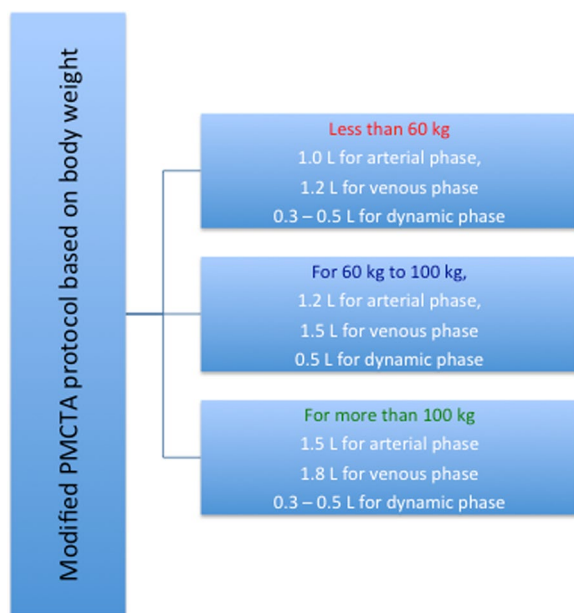 Modified PMCTA protocol based on body weight
Less than 60 kg
1.0 L for arterial phase,
1.2 L for venous phase
0.3 – 0.5 L for dynamic phase
For 60 kg to 100 kg,
1.2 L for arterial phase,
1.5 L for venous phase
0.5 L for dynamic phase
For more than 100 kg
1.5 L for arterial phase
1.8 L for venous phase
0.3 – 0.5 L for dynamic phase